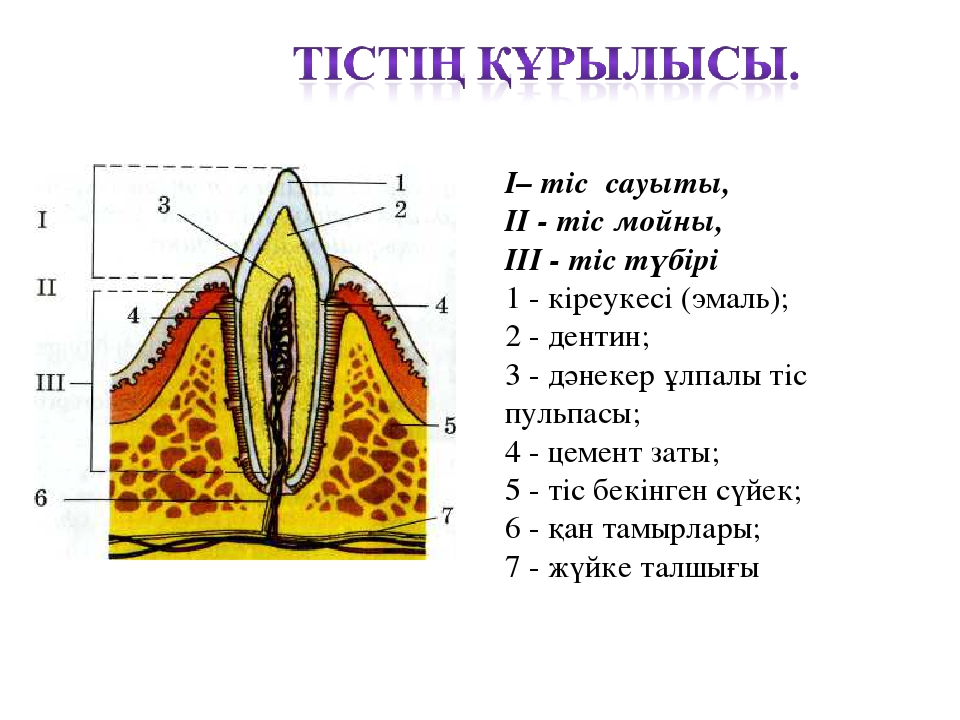 ТІСТІҢ ҚҰРЫЛЫСЫ.
I– тіс сауыты,
II - тіс мойны,
III - тіс түбірі
1 - кіреукесі (эмаль);
2 - дентин;
3 - дәнекер ұлпалы тіс
пульпасы;
4 - цемент заты;
5 - тіс бекінген сүйек;
6 - қан тамырлары;
7 - жүйке талшығы
I
II
III
1
2
3
4
4
5
6
7